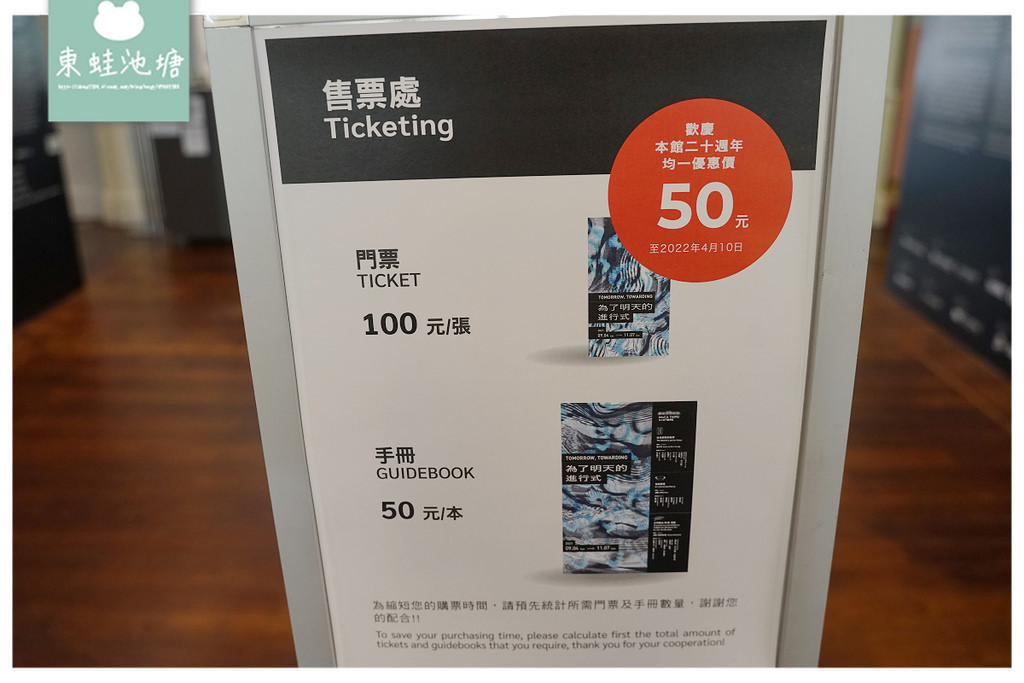 東蛙池塘
售票處
Ticketing
歡慶
本館二十週年
均一優惠價
50元
至2022年4月10日
門票
TICKET
100 元/張
TOMORROW, TOWARDING
為了明天的
進行式
手冊
GUIDEBOOK
50 元/本
TOMORROW, TOWARDING
為了明天的
進行式
為縮短您的購票時間，請預先統計所需門票及手冊數量，謝謝您
的配合!!
To save your purchasing time, please calculate first the total amount of
tickets and guidebooks that you require, thank you for your cooperation!